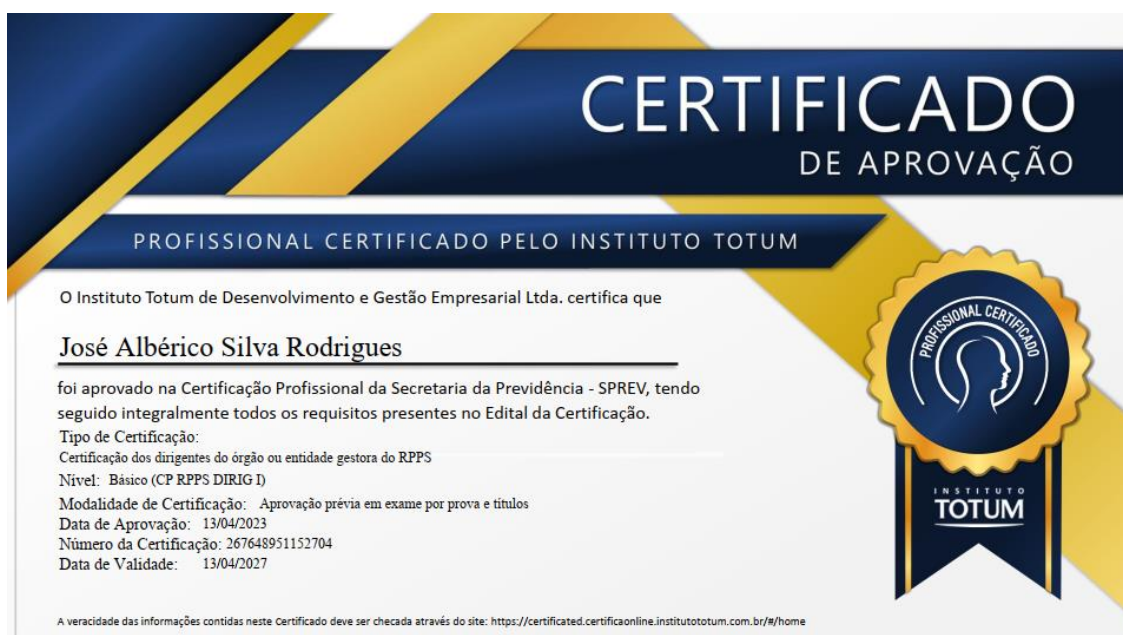 CERTIFICADO
DE APROVAÇÃO
PROFISSIONAL CERTIFICADO PELO INSTITUTO TOTUM
O Instituto Totum de Desenvolvimento e Gestão Empresarial Ltda. certifica que
José Albérico Silva Rodrigues
foi aprovado na Certificação Profissional da Secretaria da Previdência - SPREV, tendo
seguido integralmente todos os requisitos presentes no Edital da Certificação.
Tipo de Certificação:
Certificação dos dirigentes do órgão ou entidade gestora do RPPS
Nível: Básico (CP RPPS DIRIG I)
Modalidade de Certificação: Aprovação prévia em exame por prova e títulos
Data de Aprovação: 13/04/2023
Número da Certificação: 267648951152704
Data de Validade: 13/04/2027
PROFISSIONAL CERTIFICADO
INSTITUTO
TOTUM
A veracidade das informações contidas neste Certificado deve ser checada através do site: https://certificated.certificaonline.institutototum.com.br/#/home